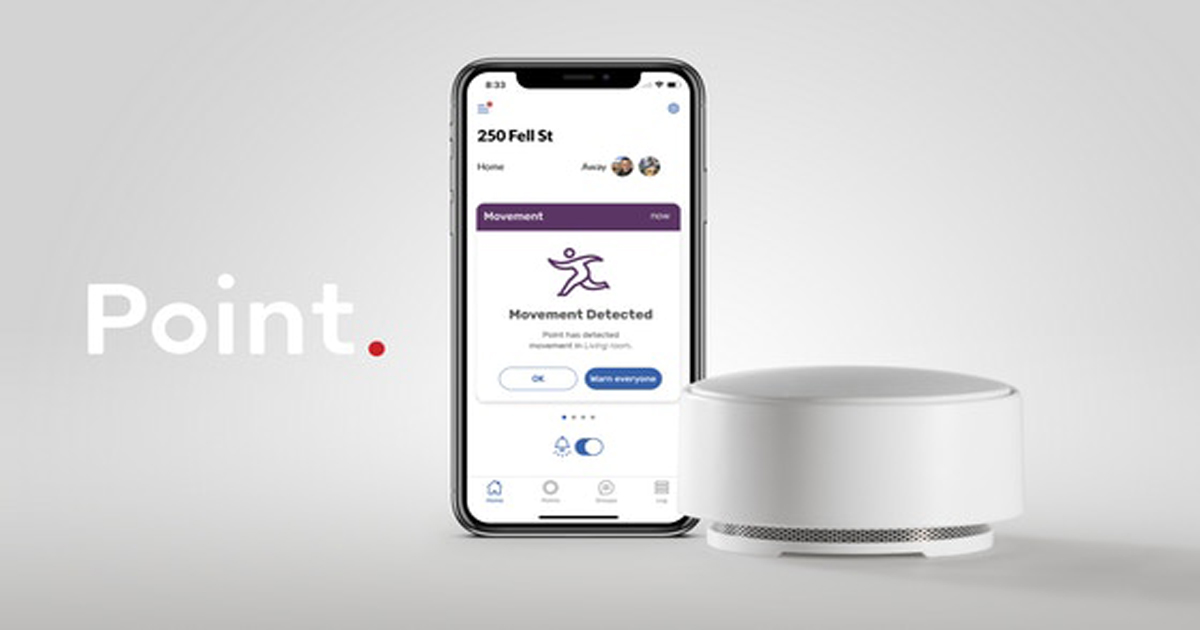 Point.
8:33
250 Fell St
Home Away
Movement now
Movement Detected
Point has detected
movement in Living room.
OK Warn everyone
Home Points Groups Log